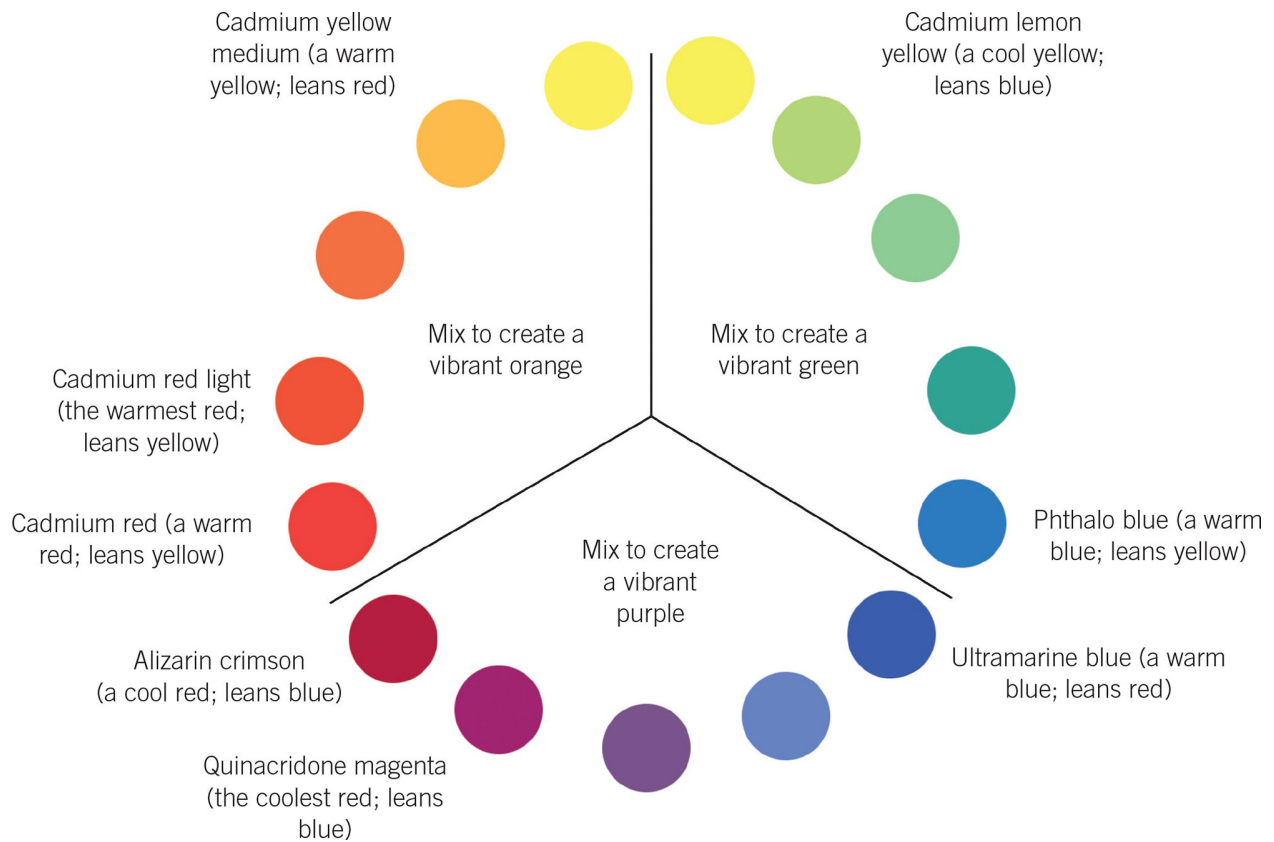 Cadmium yellow
medium (a warm
yellow; leans red)
Cadmium lemon
yellow (a cool yellow;
leans blue)
Mix to create a
vibrant orange
Mix to create a
vibrant green
Cadmium red light
(the warmest red;
leans yellow)
Cadmium red (a warm
red; leans yellow)
Phthalo blue (a warm
blue; leans yellow)
Mix to create
a vibrant
purple
Alizarin crimson
(a cool red; leans blue)
Ultramarine blue (a warm
blue; leans red)
Quinacridone magenta
(the coolest red; leans
blue)